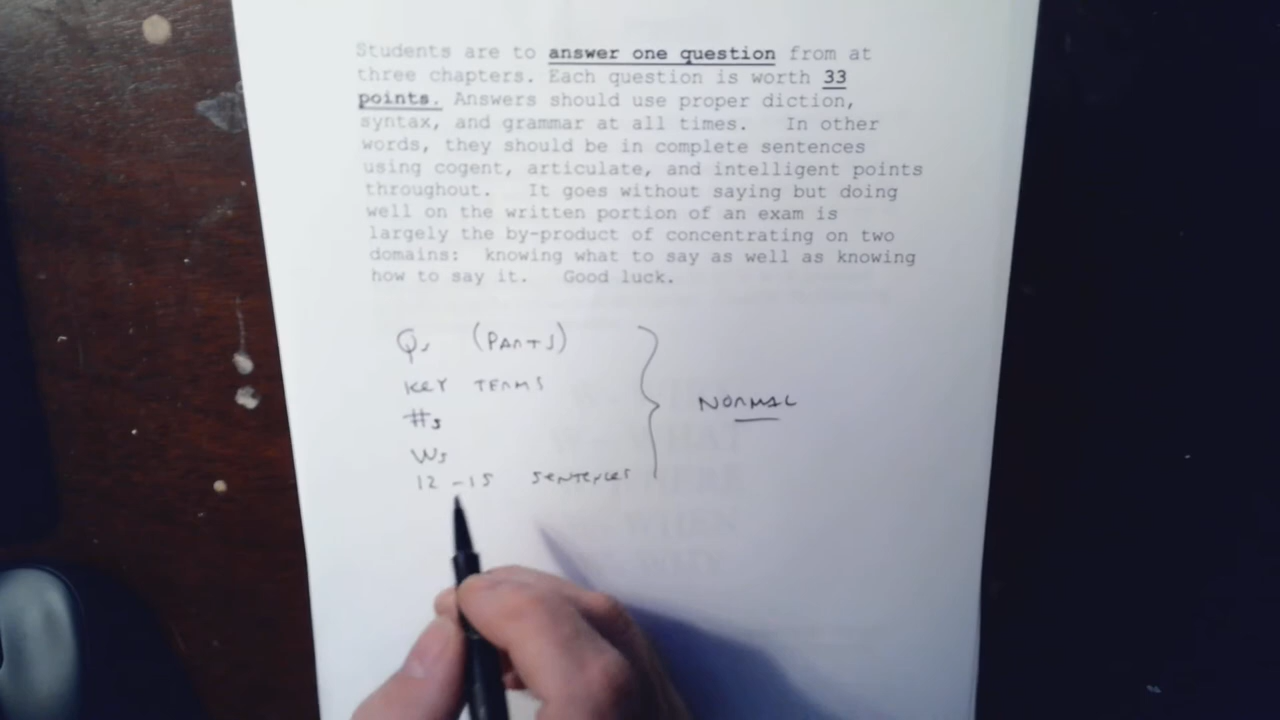 Students are to answer one question from at
three chapters. Each question is worth 33
points. Answers should use proper diction,
syntax, and grammar at all times. In other
words, they should be in complete sentences
using cogent, articulate, and intelligent points
throughout. It goes without saying but doing
well on the written portion of an exam is
largely the by-product of concentrating on two
domains: knowing what to say as well as knowing
how to say it. Good luck.
Qs (PARTS)
KEY TERMS
#s
Ws
12-15 SENTENCES
NORMAL